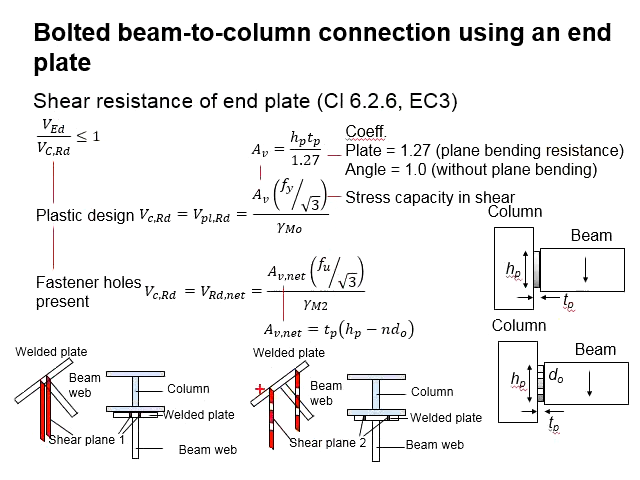 Bolted beam-to-column connection using an end
plate
Shear resistance of end plate (Cl 6.2.6, EC3)
V_Ed / V_C,Rd ≤ 1
A_v = h_p t_p / 1.27
Coeff.
Plate = 1.27 (plane bending resistance)
Angle = 1.0 (without plane bending)
Plastic design V_c,Rd = V_pl,Rd = A_v (f_y / √3) / γ_M0
Stress capacity in shear
Fastener holes
present
V_c,Rd = V_Rd,net = A_v,net (f_u / √3) / γ_M2
A_v,net = t_p(h_p − nd_o)
Column
Beam
h_p
t_p
Column
Beam
h_p
d_o
t_p
Welded plate
Beam
web
Shear plane 1
Column
Welded plate
Beam web
Welded plate
+
Beam
web
Shear plane 2
Column
Welded plate
Beam web